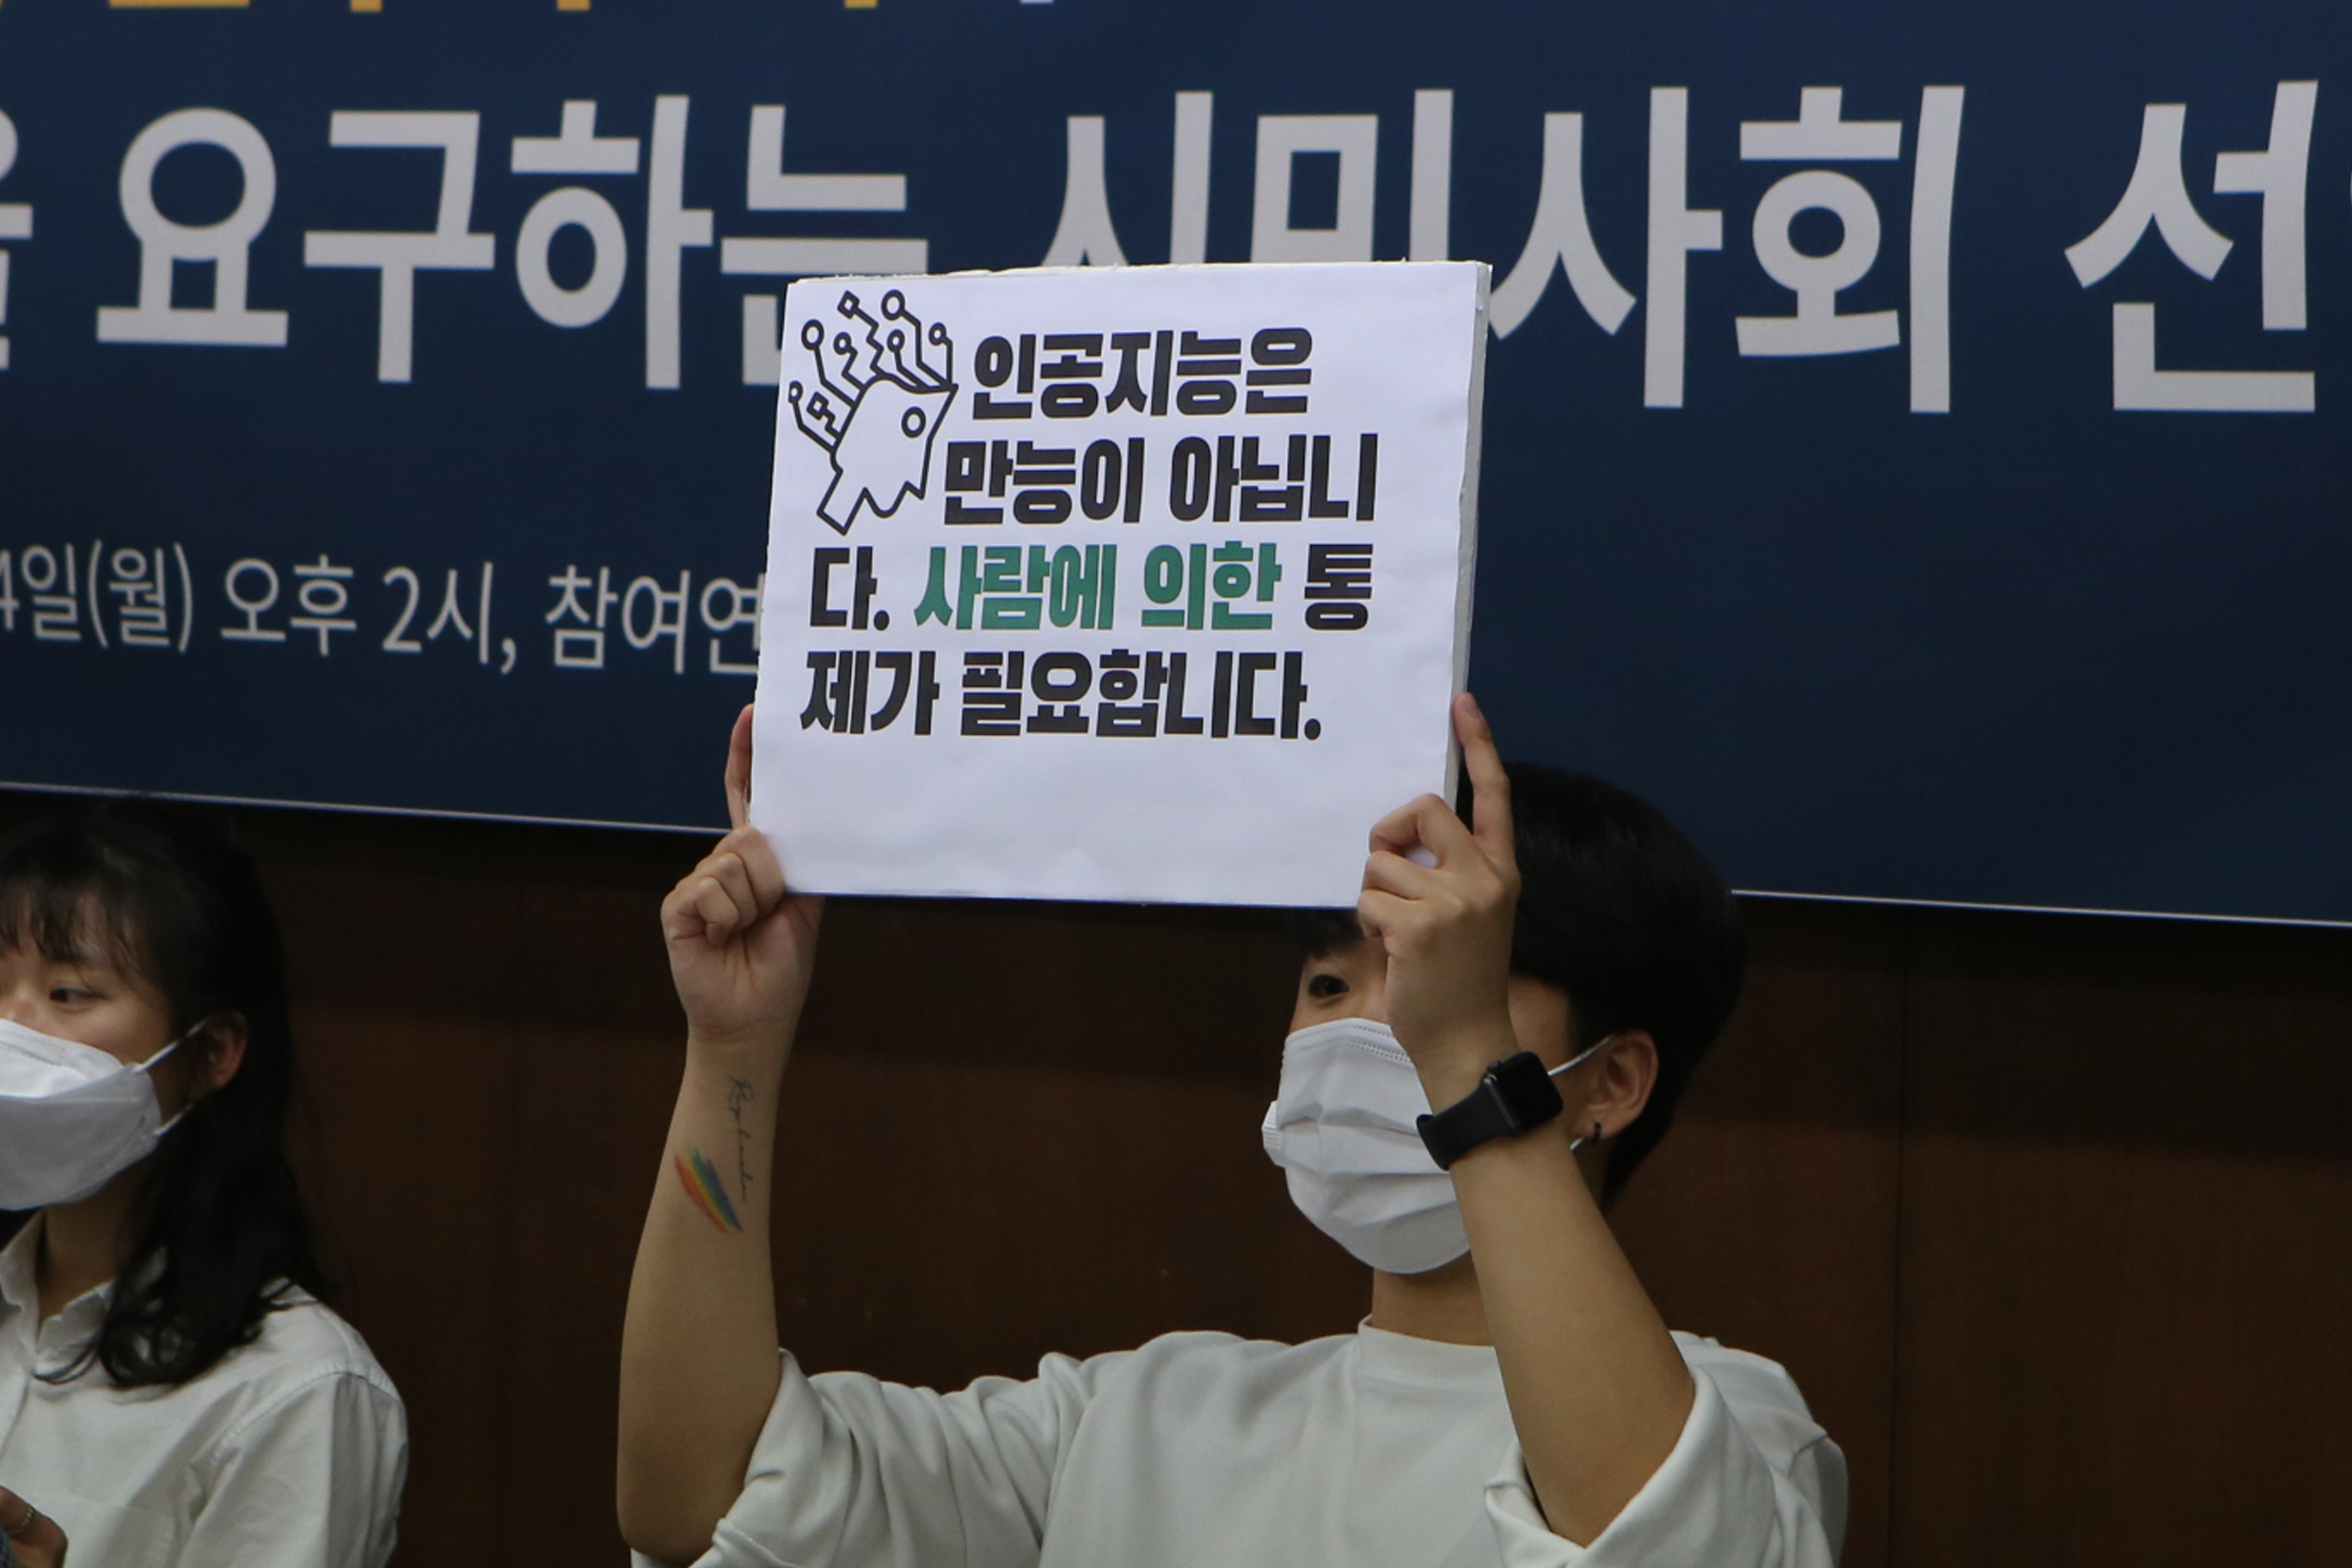 요구하는 시민사회 선
일(월) 오후 2시, 참여연
인공지능은
만능이 아닙니
다. 사람에 의한 통
제가 필요합니다.